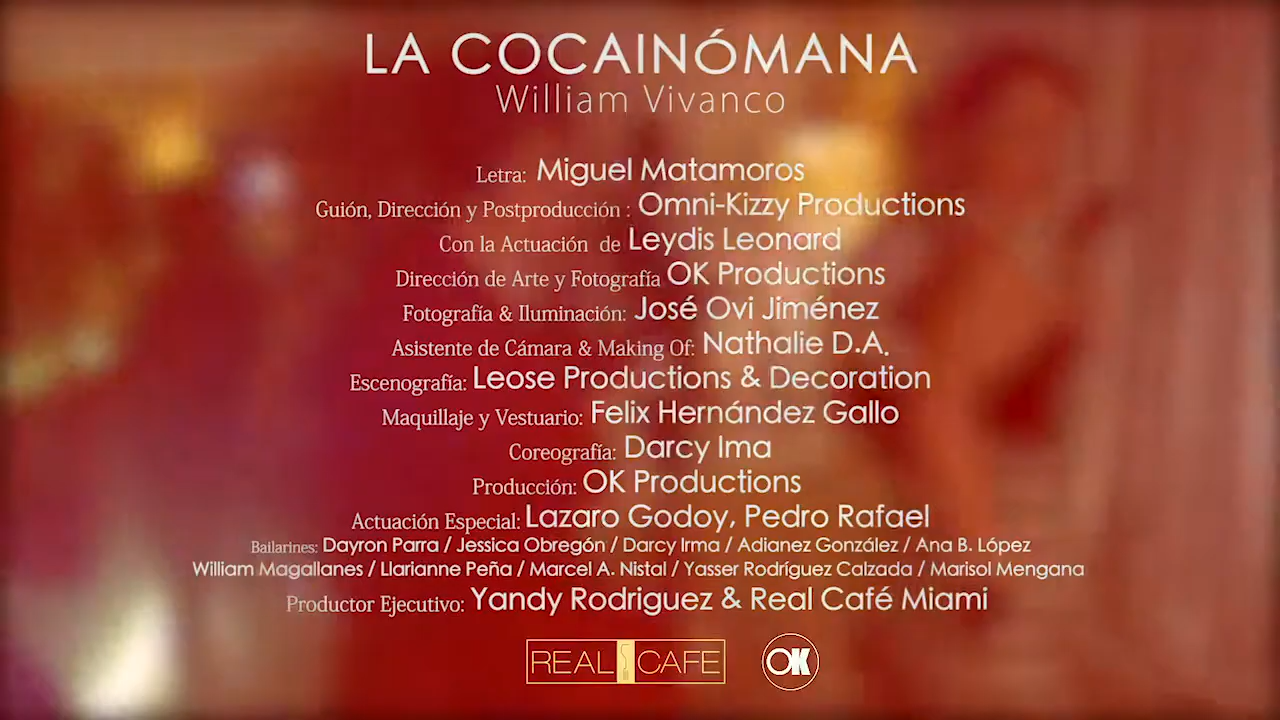 LA COCAINÓMANA
William Vivanco
Letra: Miguel Matamoros
Guión, Dirección y Postproducción : Omni-Kizzy Productions
Con la Actuación de Leydis Leonard
Dirección de Arte y Fotografía OK Productions
Fotografía & Iluminación: José Ovi Jiménez
Asistente de Cámara & Making Of: Nathalie D.A.
Escenografía: Leose Productions & Decoration
Maquillaje y Vestuario: Felix Hernández Gallo
Coreografía: Darcy Ima
Producción: OK Productions
Actuación Especial: Lazaro Godoy, Pedro Rafael
Bailarines: Dayron Parra / Jessica Obregón / Darcy Irma / Adianez González / Ana B. López
William Magallanes / Llarianne Peña / Marcel A. Nistal / Yasser Rodríguez Calzada / Marisol Mengana
Productor Ejecutivo: Yandy Rodriguez & Real Café Miami
REAL CAFE OK